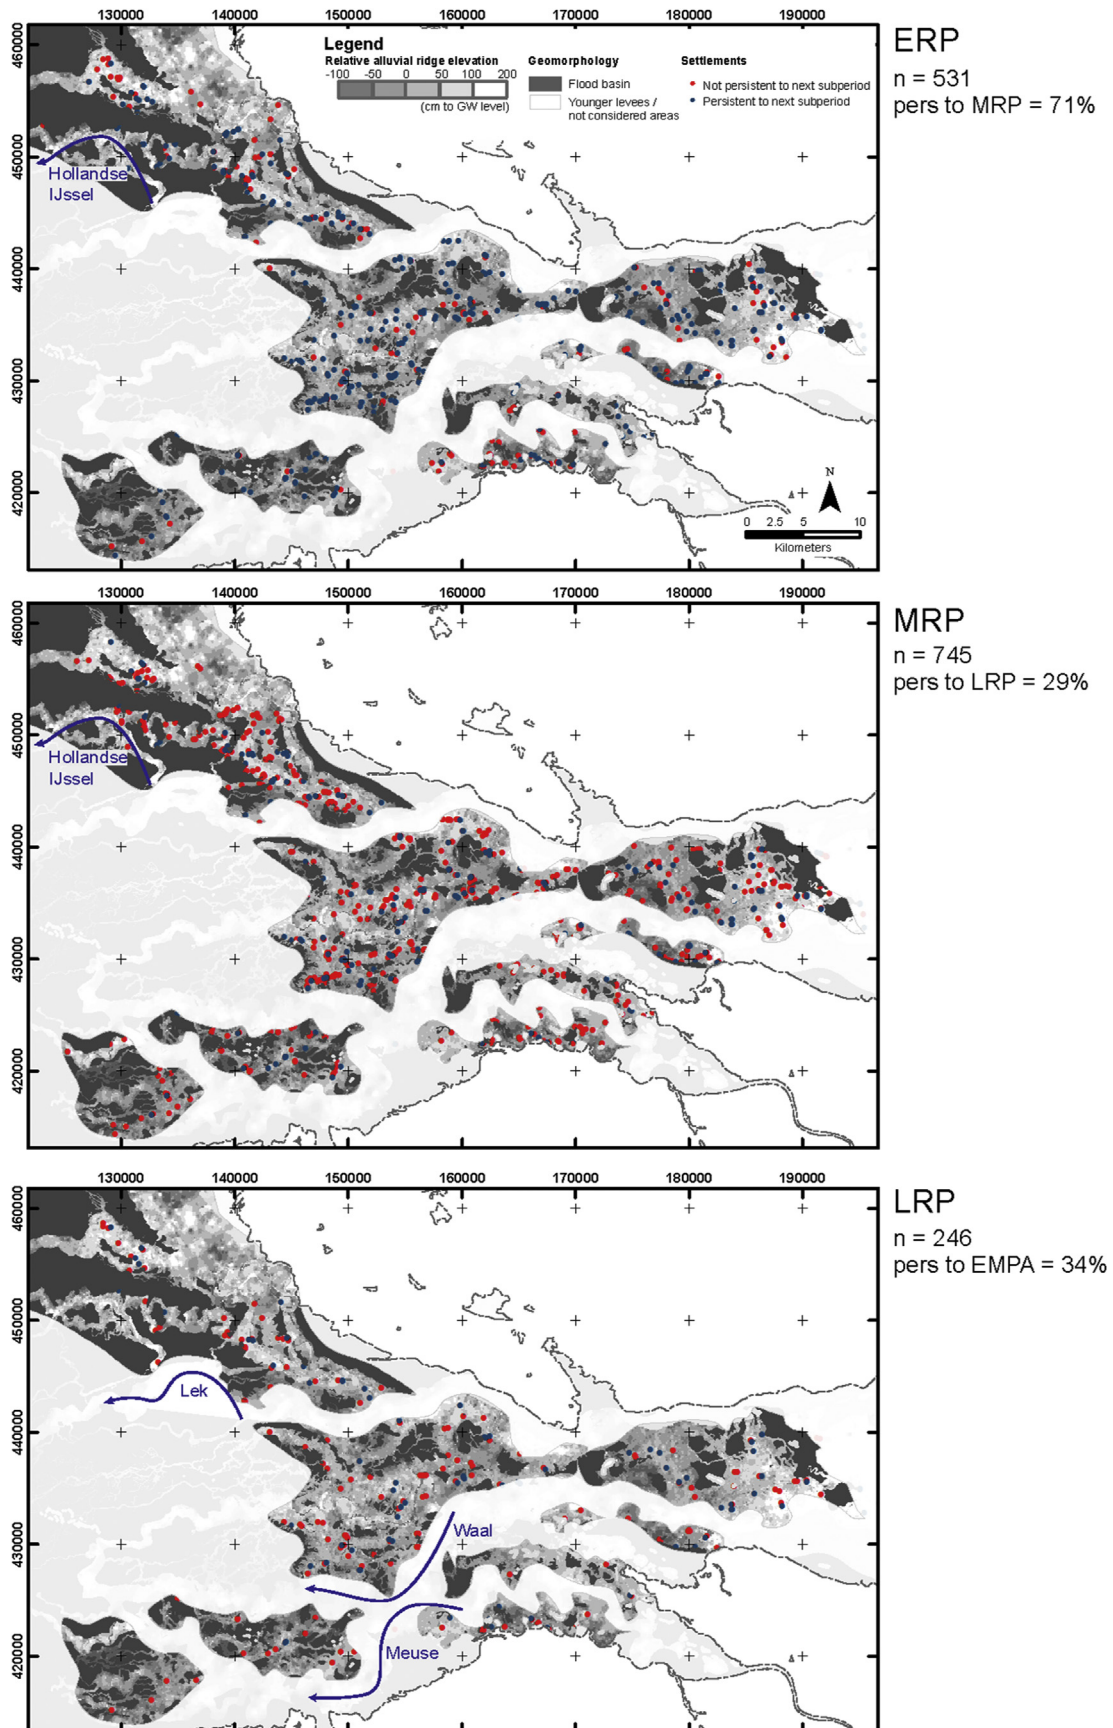 130000 140000 150000 160000 170000 180000 190000
460000
450000
440000
430000
420000
Legend
Relative alluvial ridge elevation
-100 -50 0 50 100 200
(cm to GW level)
Geomorphology
Flood basin
Younger levees /
not considered areas
Settlements
Not persistent to next subperiod
Persistent to next subperiod
Hollandse
IJssel
N
0 2.5 5 10
Kilometers
ERP
n = 531
pers to MRP = 71%
130000 140000 150000 160000 170000 180000 190000
460000
450000
440000
430000
420000
Hollandse
IJssel
MRP
n = 745
pers to LRP = 29%
130000 140000 150000 160000 170000 180000 190000
460000
450000
440000
430000
420000
Lek
Waal
Meuse
LRP
n = 246
pers to EMPA = 34%